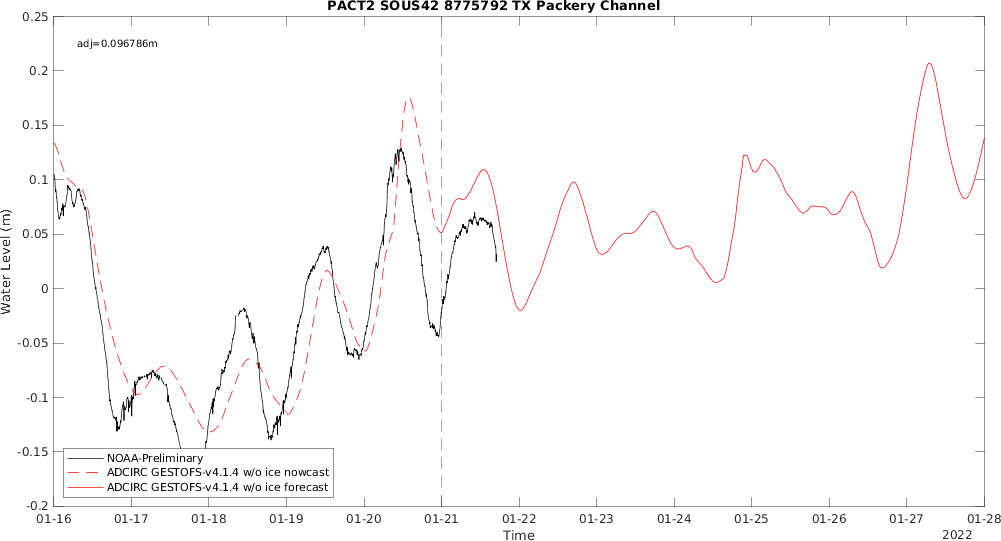 PACT2 SOUS42 8775792 TX Packery Channel
adj=0.096786m
0.25
0.2
0.15
0.1
0.05
0
-0.05
-0.1
-0.15
-0.2
Water Level (m)
NOAA-Preliminary
ADCIRC GESTOFS-v4.1.4 w/o ice nowcast
ADCIRC GESTOFS-v4.1.4 w/o ice forecast
01-16 01-17 01-18 01-19 01-20 01-21 01-22 01-23 01-24 01-25 01-26 01-27 01-28
Time
2022